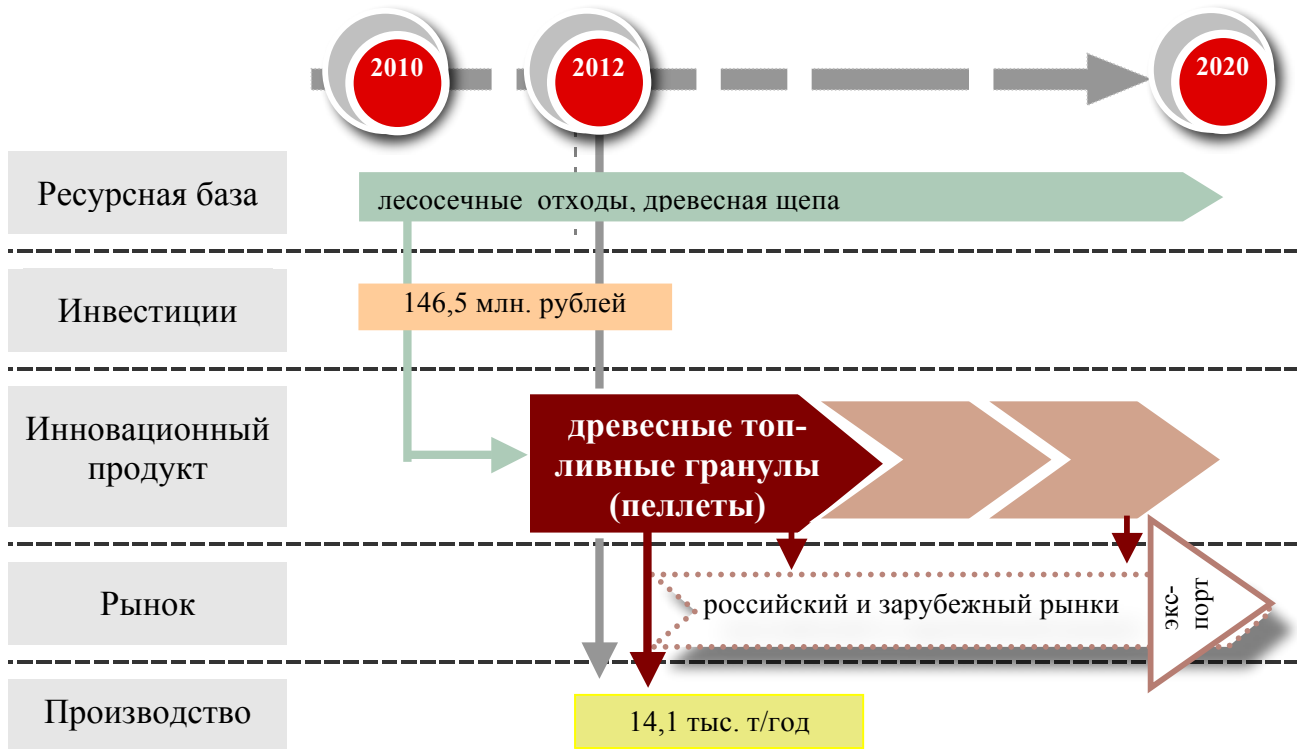 2010
2012
2020
Ресурсная база
лесосечные отходы, древесная щепа
Инвестиции
146,5 млн. рублей
Инновационный
продукт
древесные топ-
ливные гранулы
(пеллеты)
Рынок
российский и зарубежный рынки
экс-
порт
Производство
14,1 тыс. т/год